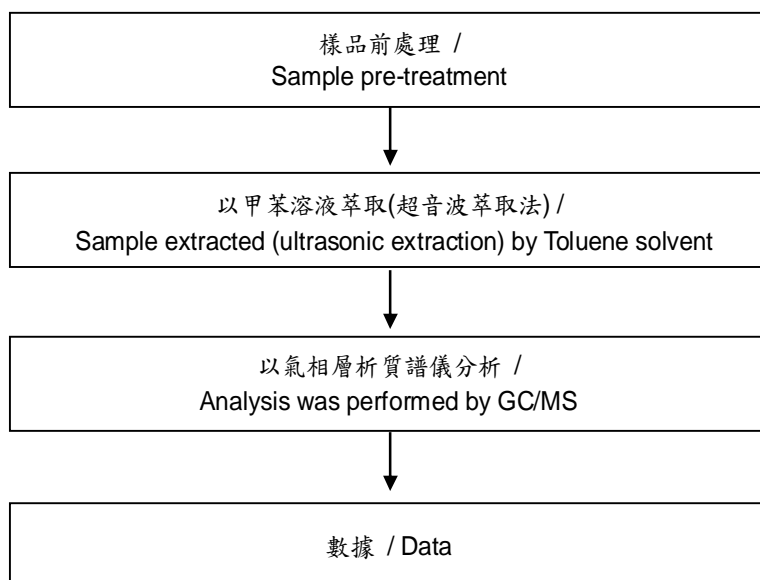 樣品前處理 /
Sample pre-treatment
以甲苯溶液萃取(超音波萃取法) /
Sample extracted (ultrasonic extraction) by Toluene solvent
以氣相層析質譜儀分析 /
Analysis was performed by GC/MS
數據 / Data